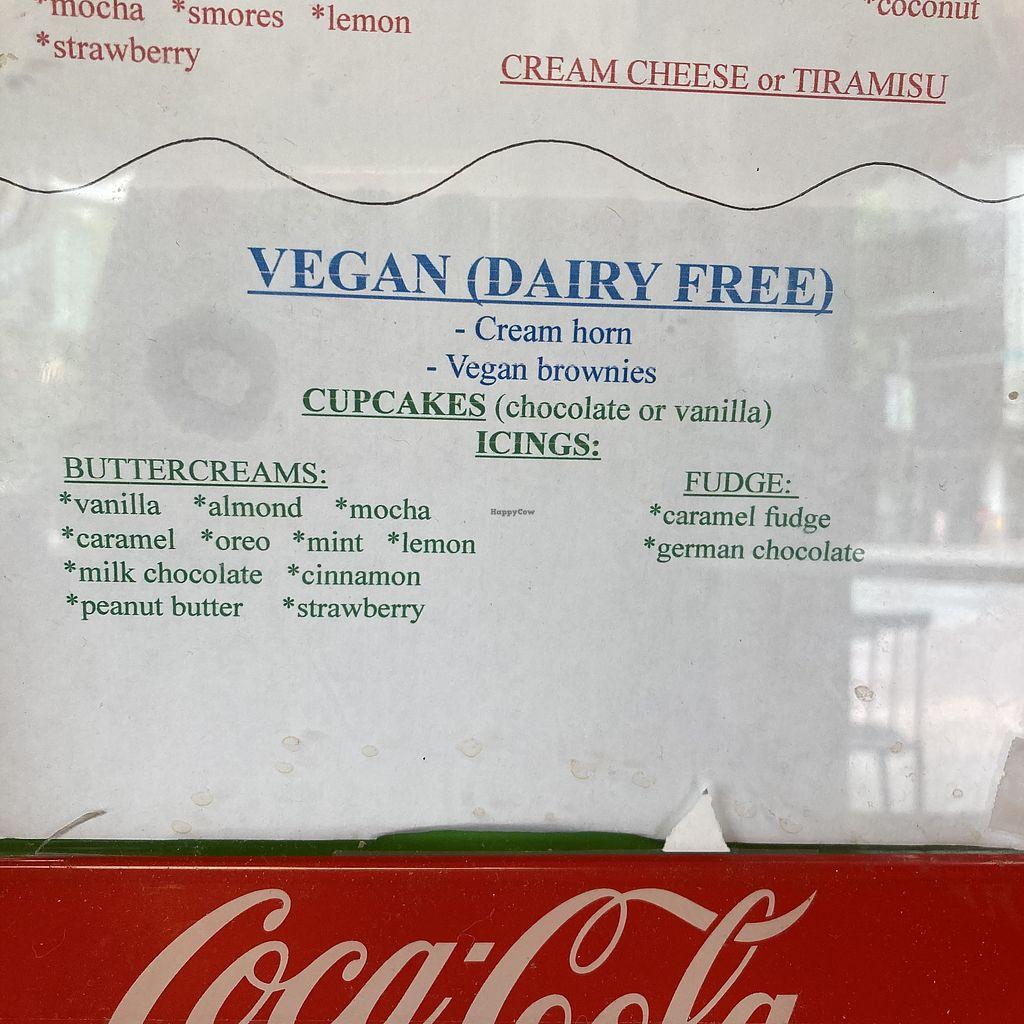 *mocha *smores *lemon
*coconut
*strawberry
CREAM CHEESE or TIRAMISU
VEGAN (DAIRY FREE)
- Cream horn
- Vegan brownies
CUPCAKES (chocolate or vanilla)
ICINGS:
BUTTERCREAMS:
*vanilla *almond *mocha
*caramel *oreo *mint *lemon
*milk chocolate *cinnamon
*peanut butter *strawberry
FUDGE:
*caramel fudge
*german chocolate
HappyCow
Coca-Cola